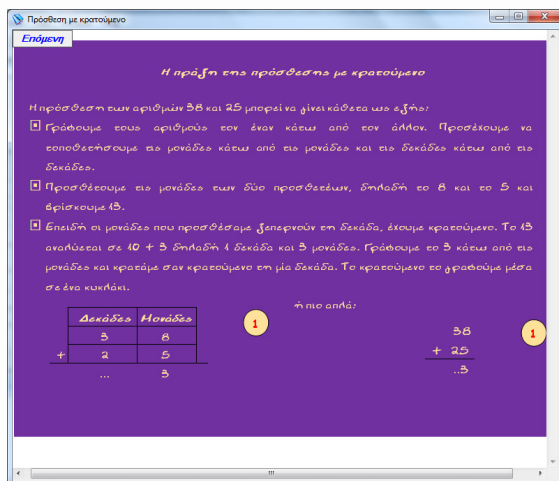 Πρόσθεση με κρατούμενο
Επόμενη
Η πράξη της πρόσθεσης με κρατούμενο
Η πρόσθεση των αριθμών 38 και 25 μπορεί να γίνει κάθετα ως εξής:
Γράφουμε τους αριθμούς τον έναν κάτω από τον άλλον. Προσέχουμε να
τοποθετήσουμε τις μονάδες κάτω από τις μονάδες και τις δεκάδες κάτω από τις
δεκάδες.
Προσθέτουμε τις μονάδες των δύο προσθετέων, δηλαδή το 8 και το 5 και
βρίσκουμε 13.
Επειδή οι μονάδες που προσθέσαμε ξεπερνούν τη δεκάδα, έχουμε κρατούμενο. Το 13
αναλύεται σε 10 + 3 δηλαδή 1 δεκάδα και 3 μονάδες. Γράφουμε το 3 κάτω από τις
μονάδες και κρατάμε σαν κρατούμενο τη μία δεκάδα. Το κρατούμενο το γραφούμε μέσα
σε ένα κυκλάκι.
ή πιο απλά:
Δεκάδες Μονάδες
3 8
+ 2 5
... 3
1
38
+ 25
..3
1